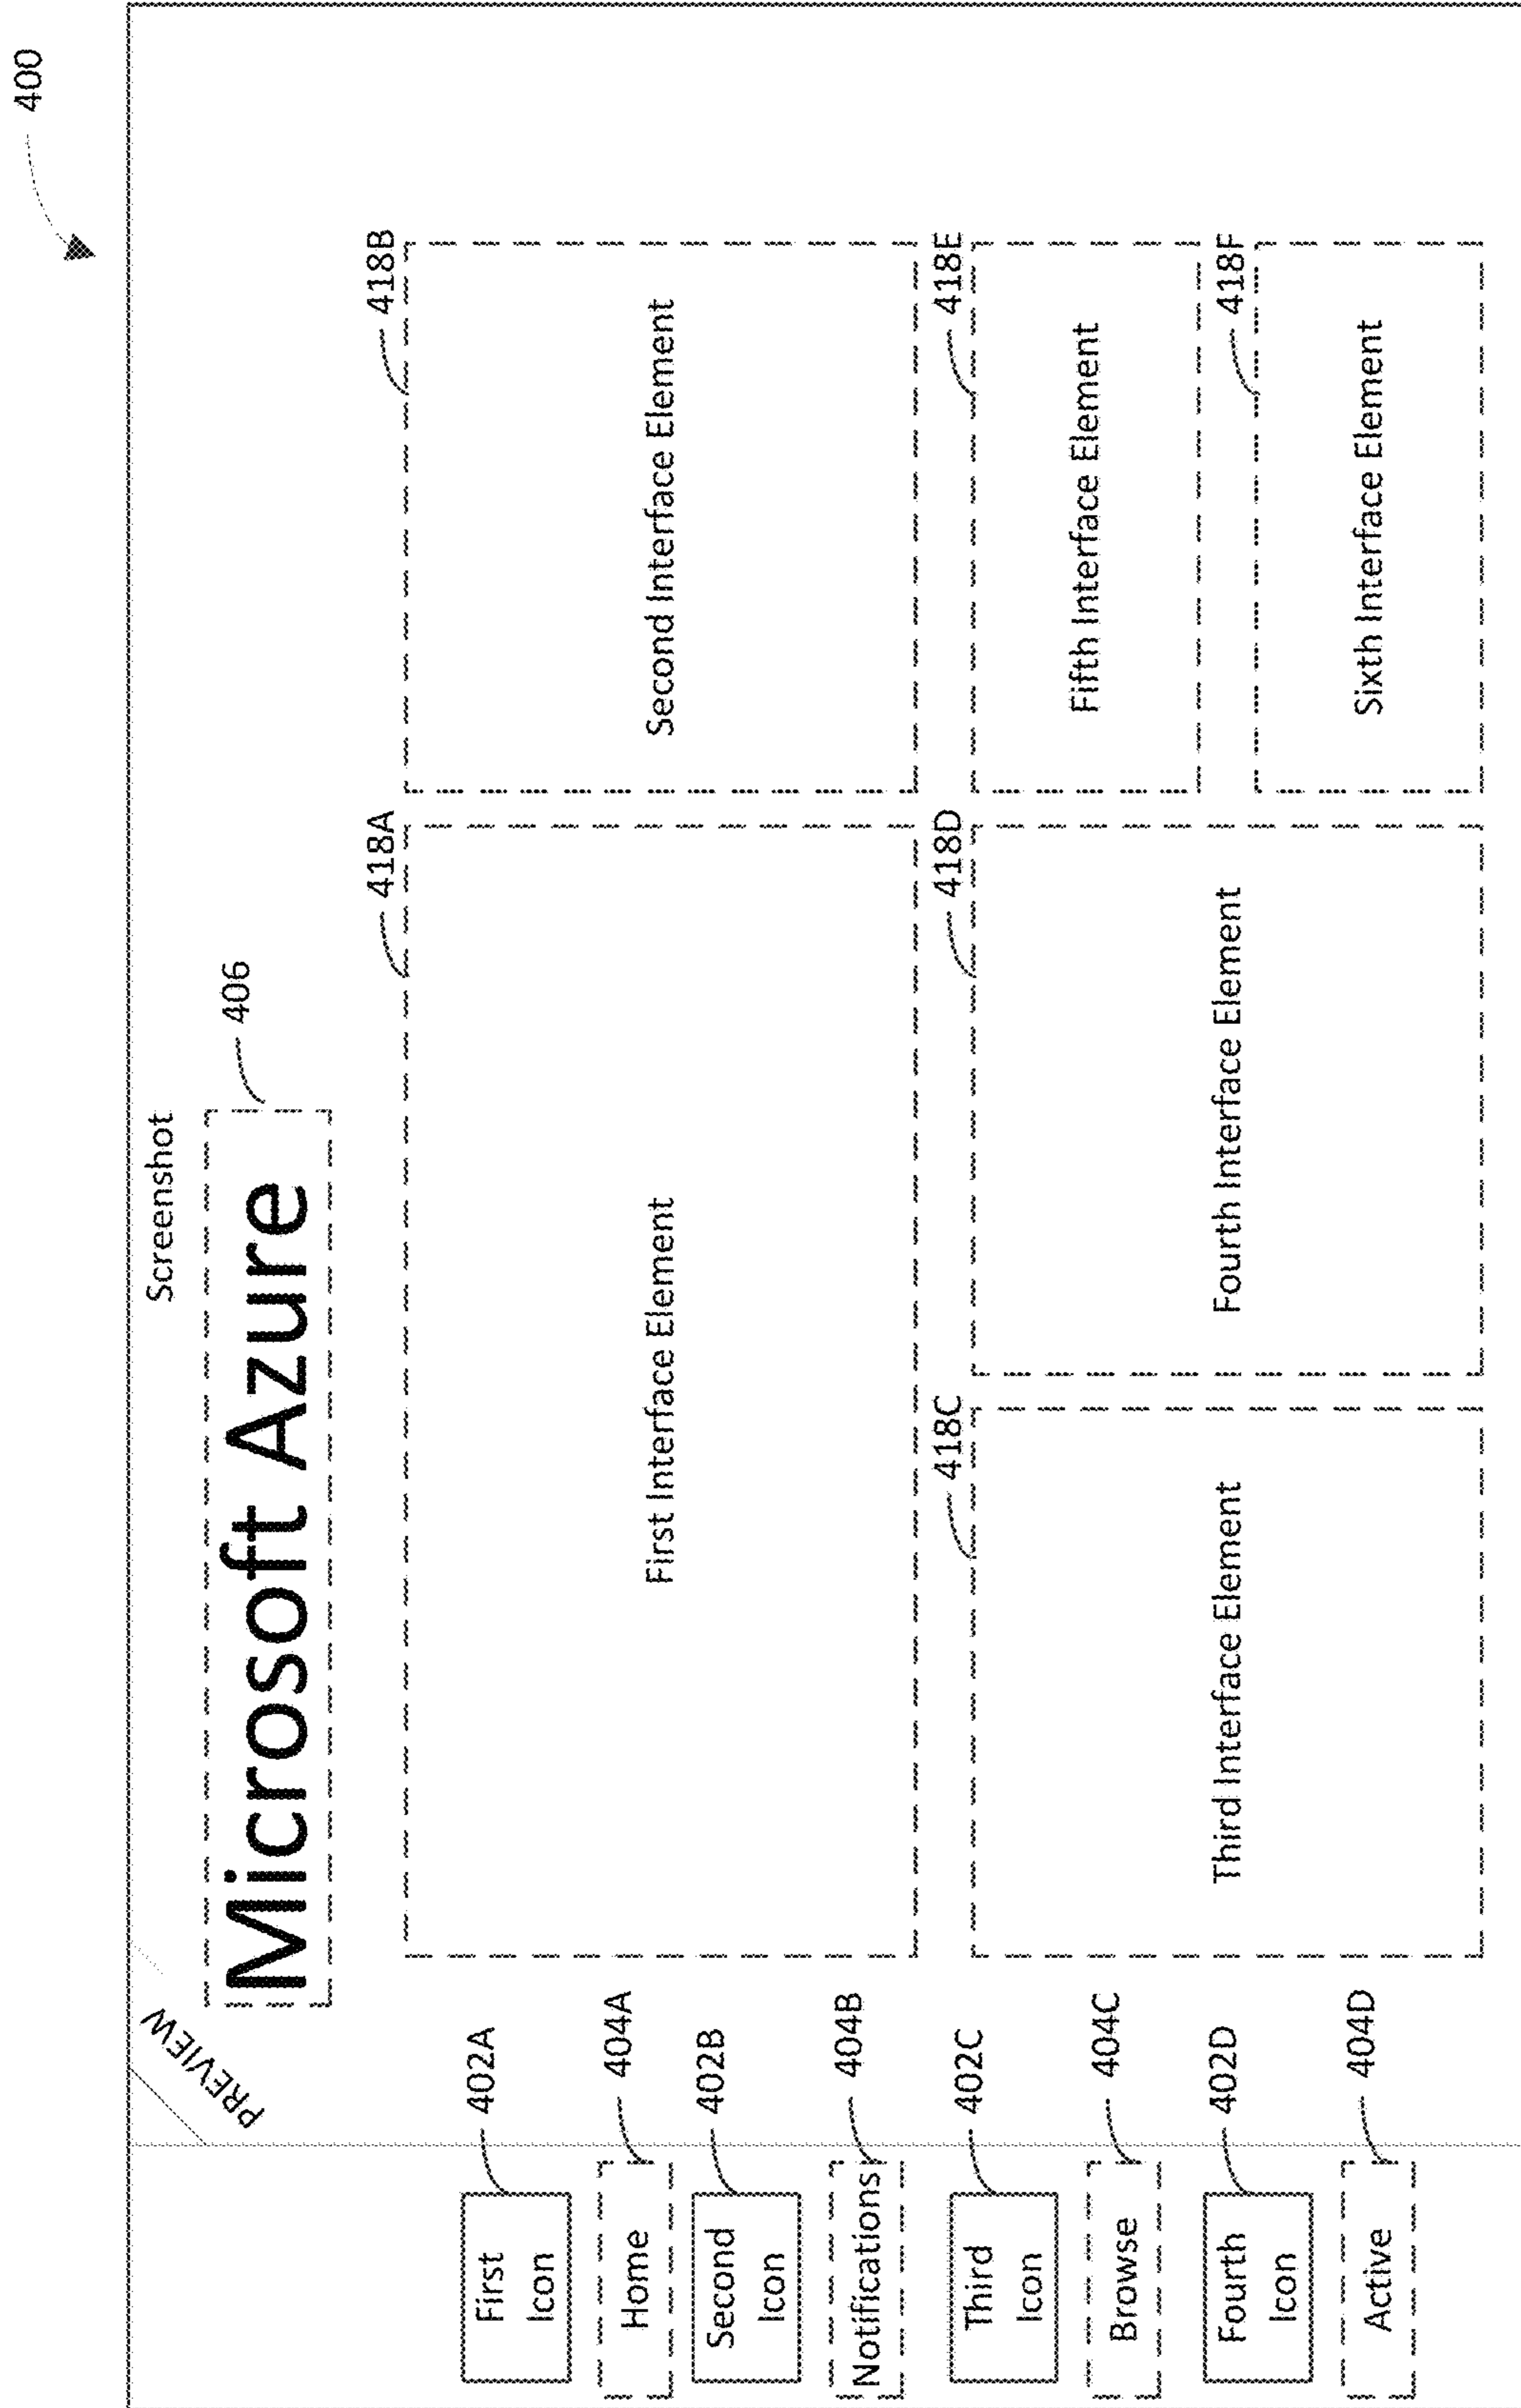 400
Screenshot
PREVIEW
Microsoft Azure
406
418A
418B
First Interface Element
Second Interface Element
402A
First
Icon
404A
Home
402B
Second
Icon
404B
Notifications
418C
418D
418E
Third Interface Element
Fourth Interface Element
Fifth Interface Element
418F
Sixth Interface Element
402C
Third
Icon
404C
Browse
402D
Fourth
Icon
404D
Active